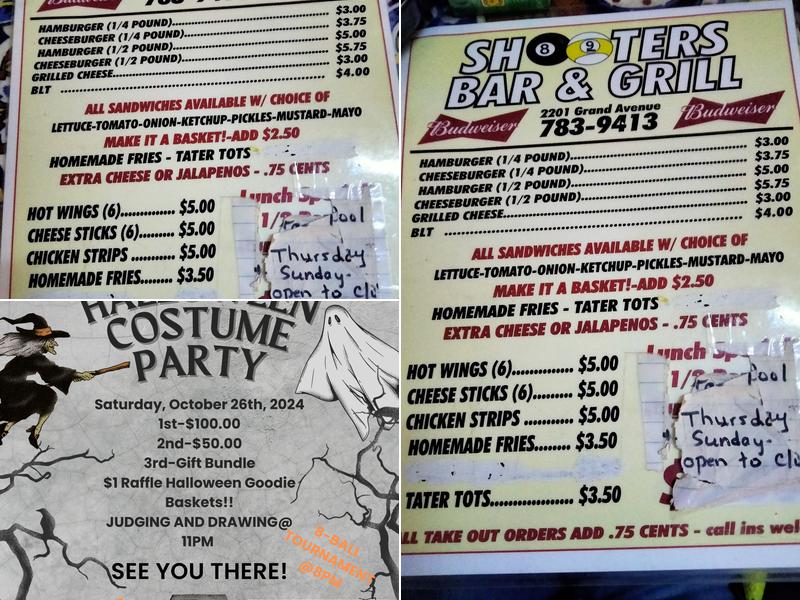 Budweiser
HAMBURGER (1/4 POUND)........$3.00
CHEESEBURGER (1/4 POUND)........$3.75
HAMBURGER (1/2 POUND)........$5.00
CHEESEBURGER (1/2 POUND)........$5.75
GRILLED CHEESE........$3.00
BLT ........$4.00
ALL SANDWICHES AVAILABLE W/ CHOICE OF
LETTUCE-TOMATO-ONION-KETCHUP-PICKLES-MUSTARD-MAYO
MAKE IT A BASKET!-ADD $2.50
HOMEMADE FRIES - TATER TOTS
EXTRA CHEESE OR JALAPENOS - .75 CENTS
Lunch
HOT WINGS (6).............. $5.00
1/2
Pool
CHEESE STICKS (6)......... $5.00
CHICKEN STRIPS ............ $5.00
Thursday
Sunday-
HOMEMADE FRIES........ $3.50
open to
HALLOWEEN
COSTUME
PARTY
Saturday, October 26th, 2024
1st-$100.00
2nd-$50.00
3rd-Gift Bundle
$1 Raffle Halloween Goodie
Baskets!!
JUDGING AND DRAWING@
11PM
8-BALL
TOURNAMENT
@8PM
SEE YOU THERE!
SH 8 9 TERS
BAR & GRILL
2201 Grand Avenue
Budweiser
783-9413
Budweiser
HAMBURGER (1/4 POUND)........$3.00
CHEESEBURGER (1/4 POUND)........$3.75
HAMBURGER (1/2 POUND)........$5.00
CHEESEBURGER (1/2 POUND)........$5.75
GRILLED CHEESE........$3.00
BLT ........$4.00
ALL SANDWICHES AVAILABLE W/ CHOICE OF
LETTUCE-TOMATO-ONION-KETCHUP-PICKLES-MUSTARD-MAYO
MAKE IT A BASKET!-ADD $2.50
HOMEMADE FRIES - TATER TOTS
EXTRA CHEESE OR JALAPENOS - .75 CENTS
Lunch
HOT WINGS (6).............. $5.00
1/2
Pool
CHEESE STICKS (6)......... $5.00
CHICKEN STRIPS ............ $5.00
Thursday
Sunday-
HOMEMADE FRIES........ $3.50
open to
TATER TOTS.................. $3.50
LL TAKE OUT ORDERS ADD .75 CENTS - call ins wel